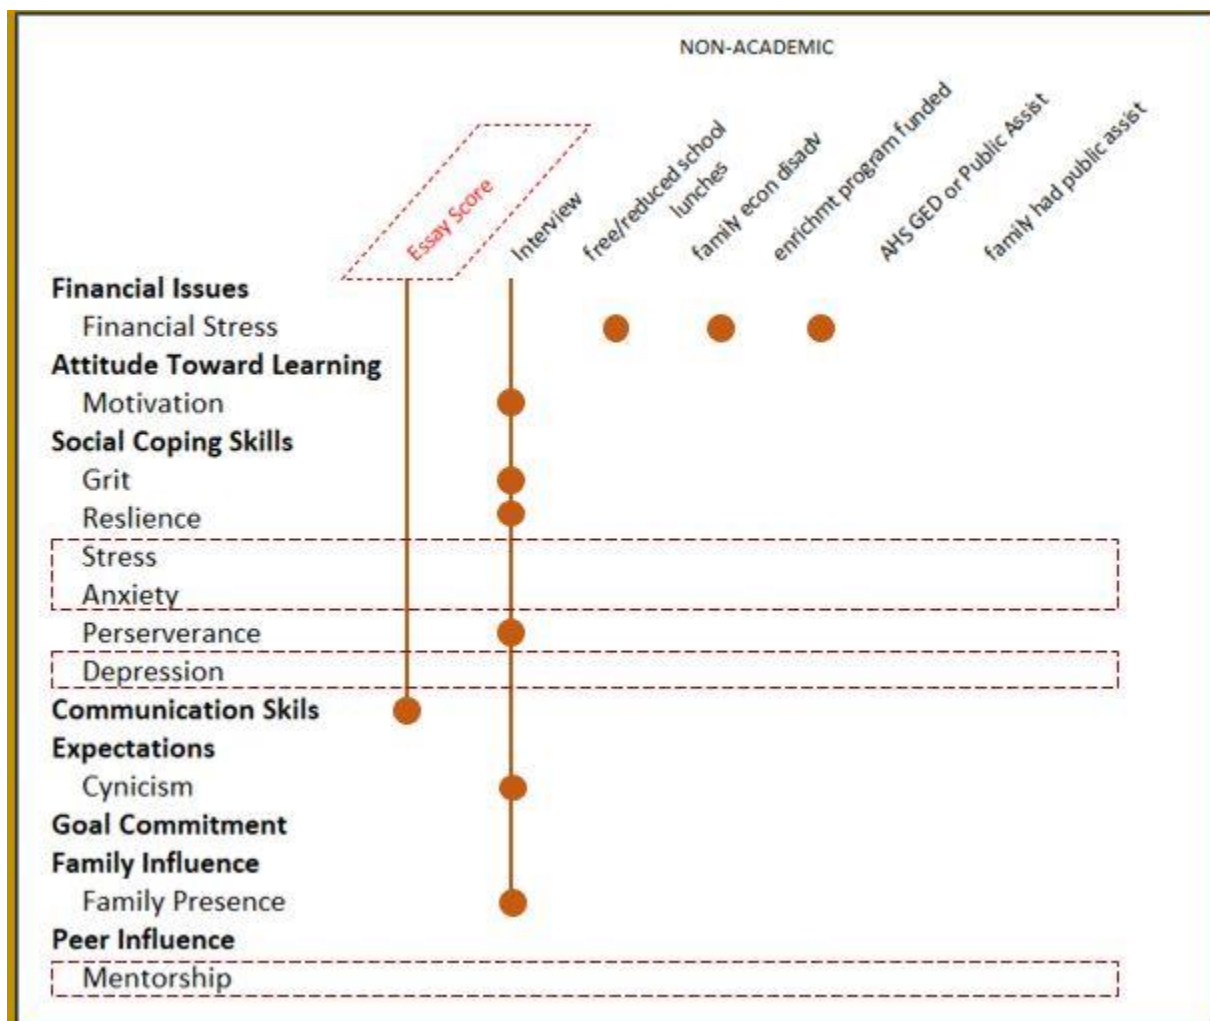 NON-ACADEMIC
Essay Score
Interview
free/reduced school
lunches
family econ disadv
enrichmt program funded
AHS GED or Public Assist
family had public assist
Financial Issues
Financial Stress
Attitude Toward Learning
Motivation
Social Coping Skills
Grit
Reslience
Stress
Anxiety
Perserverance
Depression
Communication Skils
Expectations
Cynicism
Goal Commitment
Family Influence
Family Presence
Peer Influence
Mentorship